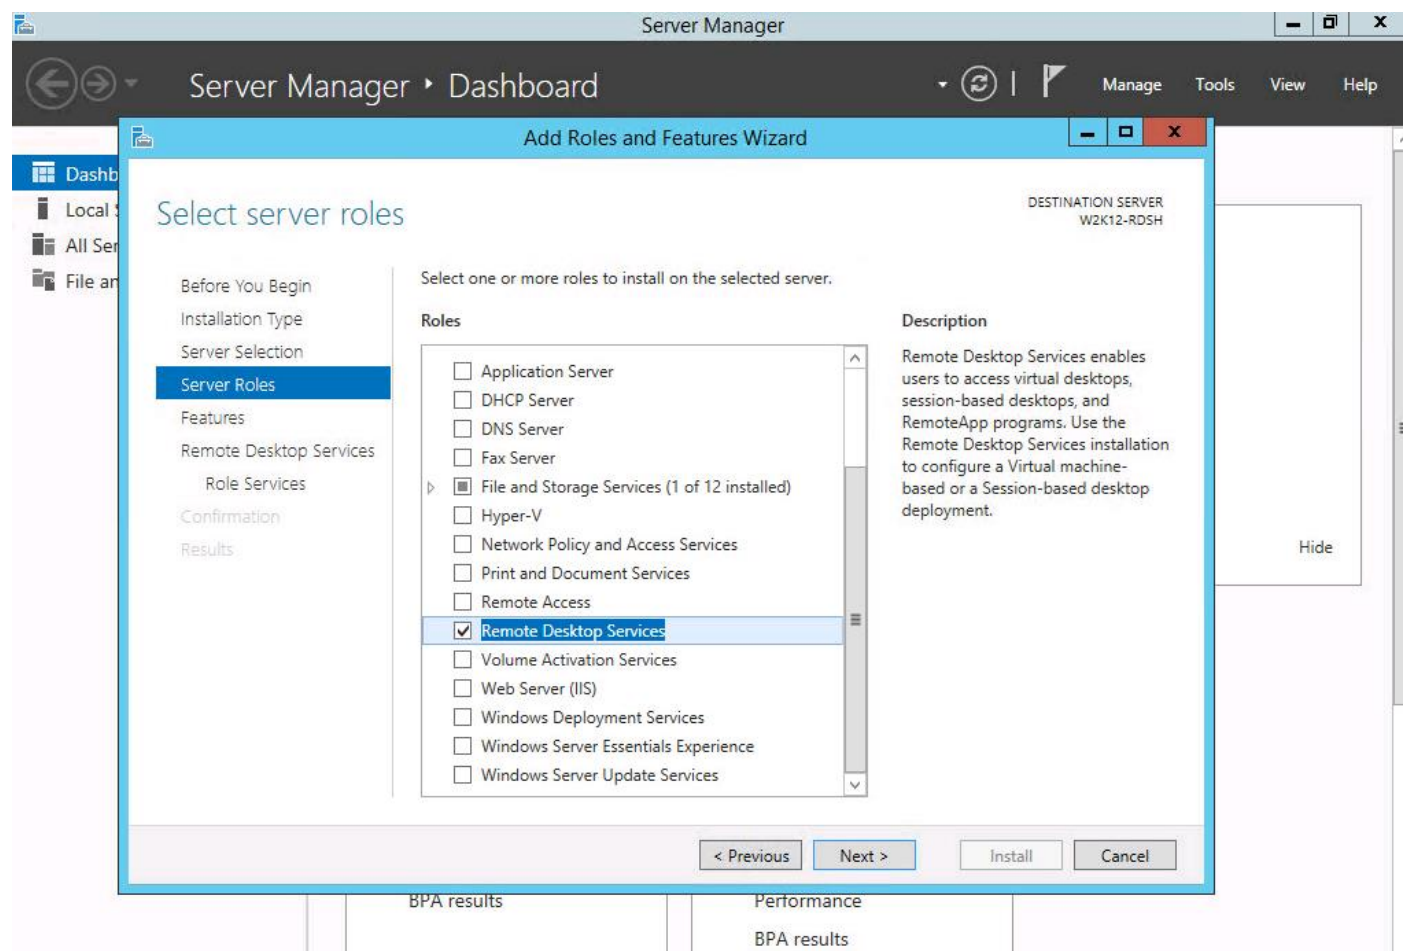 Server Manager
Server Manager • Dashboard
Manage Tools View Help
Add Roles and Features Wizard
Dashb
Local S
All Ser
File an
Select server roles
DESTINATION SERVER
W2K12-RDSH
Before You Begin
Installation Type
Server Selection
Server Roles
Features
Remote Desktop Services
Role Services
Confirmation
Results
Select one or more roles to install on the selected server.
Roles
Application Server
DHCP Server
DNS Server
Fax Server
File and Storage Services (1 of 12 installed)
Hyper-V
Network Policy and Access Services
Print and Document Services
Remote Access
Remote Desktop Services
Volume Activation Services
Web Server (IIS)
Windows Deployment Services
Windows Server Essentials Experience
Windows Server Update Services
Description
Remote Desktop Services enables
users to access virtual desktops,
session-based desktops, and
RemoteApp programs. Use the
Remote Desktop Services installation
to configure a Virtual machine-
based or a Session-based desktop
deployment.
Hide
< Previous
Next >
Install
Cancel
BPA results
Performance
BPA results